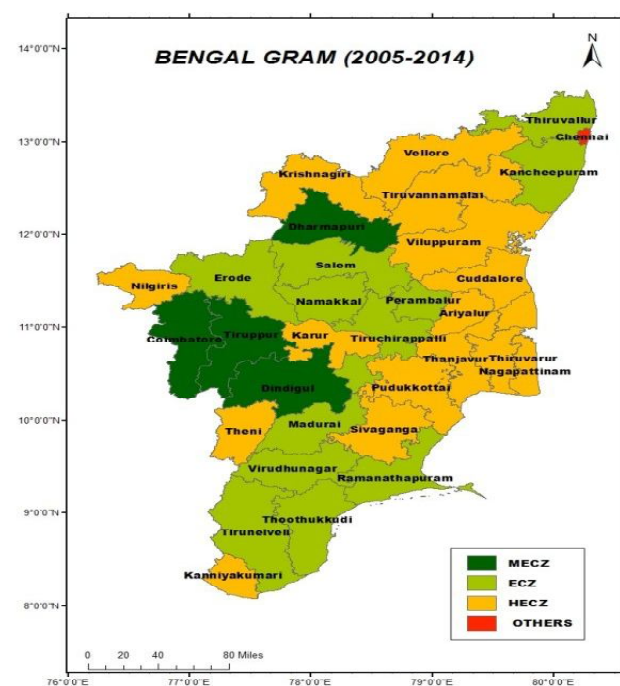 BENGAL GRAM (2005-2014)
N
14°0'0"N
13°0'0"N
12°0'0"N
11°0'0"N
10°0'0"N
9°0'0"N
8°0'0"N
Thiruvallur
Chennai
Vellore
Kancheepuram
Krishnagiri
Tiruvannamalai
Dharmapuri
Viluppuram
Salem
Erode
Cuddalore
Nilgiris
Namakkal
Perambalur
Ariyalur
Coimbatore
Tiruppur
Karur
Tiruchirappalli
Thanjavur
Thiruvarur
Nagapattinam
Dindigul
Pudukkottai
Theni
Madurai
Sivaganga
Virudhunagar
Ramanathapuram
Thoothukkudi
Tirunelveli
Kanniyakumari
MECZ
ECZ
HECZ
OTHERS
0 20 40 80 Miles
76°0'0"E
77°0'0"E
78°0'0"E
79°0'0"E
80°0'0"E